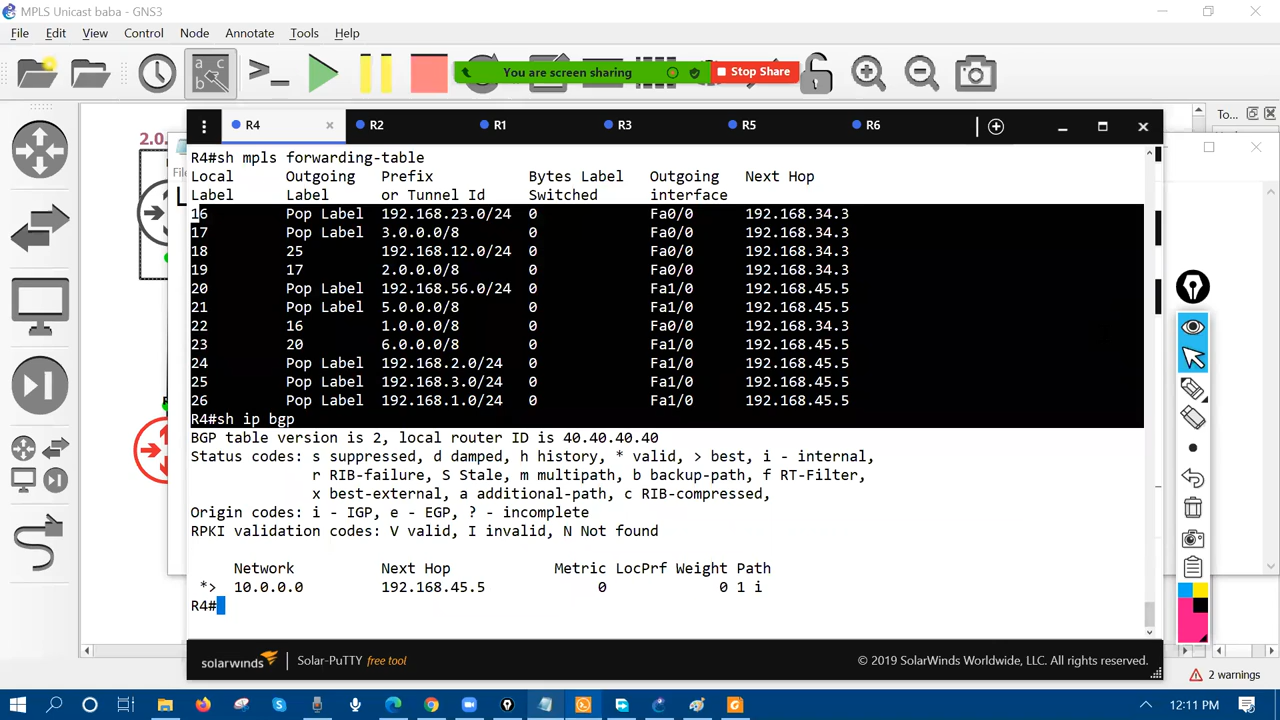 MPLS Unicast baba - GNS3
File Edit View Control Node Annotate Tools Help
You are screen sharing Stop Share
To...
2.0.
R4 R2 R1 R3 R5 R6
R4#sh mpls forwarding-table
Local Outgoing Prefix Bytes Label Outgoing Next Hop
Label Label or Tunnel Id Switched interface
16 Pop Label 192.168.23.0/24 0 Fa0/0 192.168.34.3
17 Pop Label 3.0.0.0/8 0 Fa0/0 192.168.34.3
18 25 192.168.12.0/24 0 Fa0/0 192.168.34.3
19 17 2.0.0.0/8 0 Fa0/0 192.168.34.3
20 Pop Label 192.168.56.0/24 0 Fa1/0 192.168.45.5
21 Pop Label 5.0.0.0/8 0 Fa1/0 192.168.45.5
22 16 1.0.0.0/8 0 Fa0/0 192.168.34.3
23 20 6.0.0.0/8 0 Fa1/0 192.168.45.5
24 Pop Label 192.168.2.0/24 0 Fa1/0 192.168.45.5
25 Pop Label 192.168.3.0/24 0 Fa1/0 192.168.45.5
26 Pop Label 192.168.1.0/24 0 Fa1/0 192.168.45.5
R4#sh ip bgp
BGP table version is 2, local router ID is 40.40.40.40
Status codes: s suppressed, d damped, h history, * valid, > best, i - internal,
r RIB-failure, S Stale, m multipath, b backup-path, f RT-Filter,
x best-external, a additional-path, c RIB-compressed,
Origin codes: i - IGP, e - EGP, ? - incomplete
RPKI validation codes: V valid, I invalid, N Not found
Network Next Hop Metric LocPrf Weight Path
*> 10.0.0.0 192.168.45.5 0 0 1 i
R4#
solarwinds Solar-PuTTY free tool © 2019 SolarWinds Worldwide, LLC. All rights reserved.
2 warnings
12:11 PM